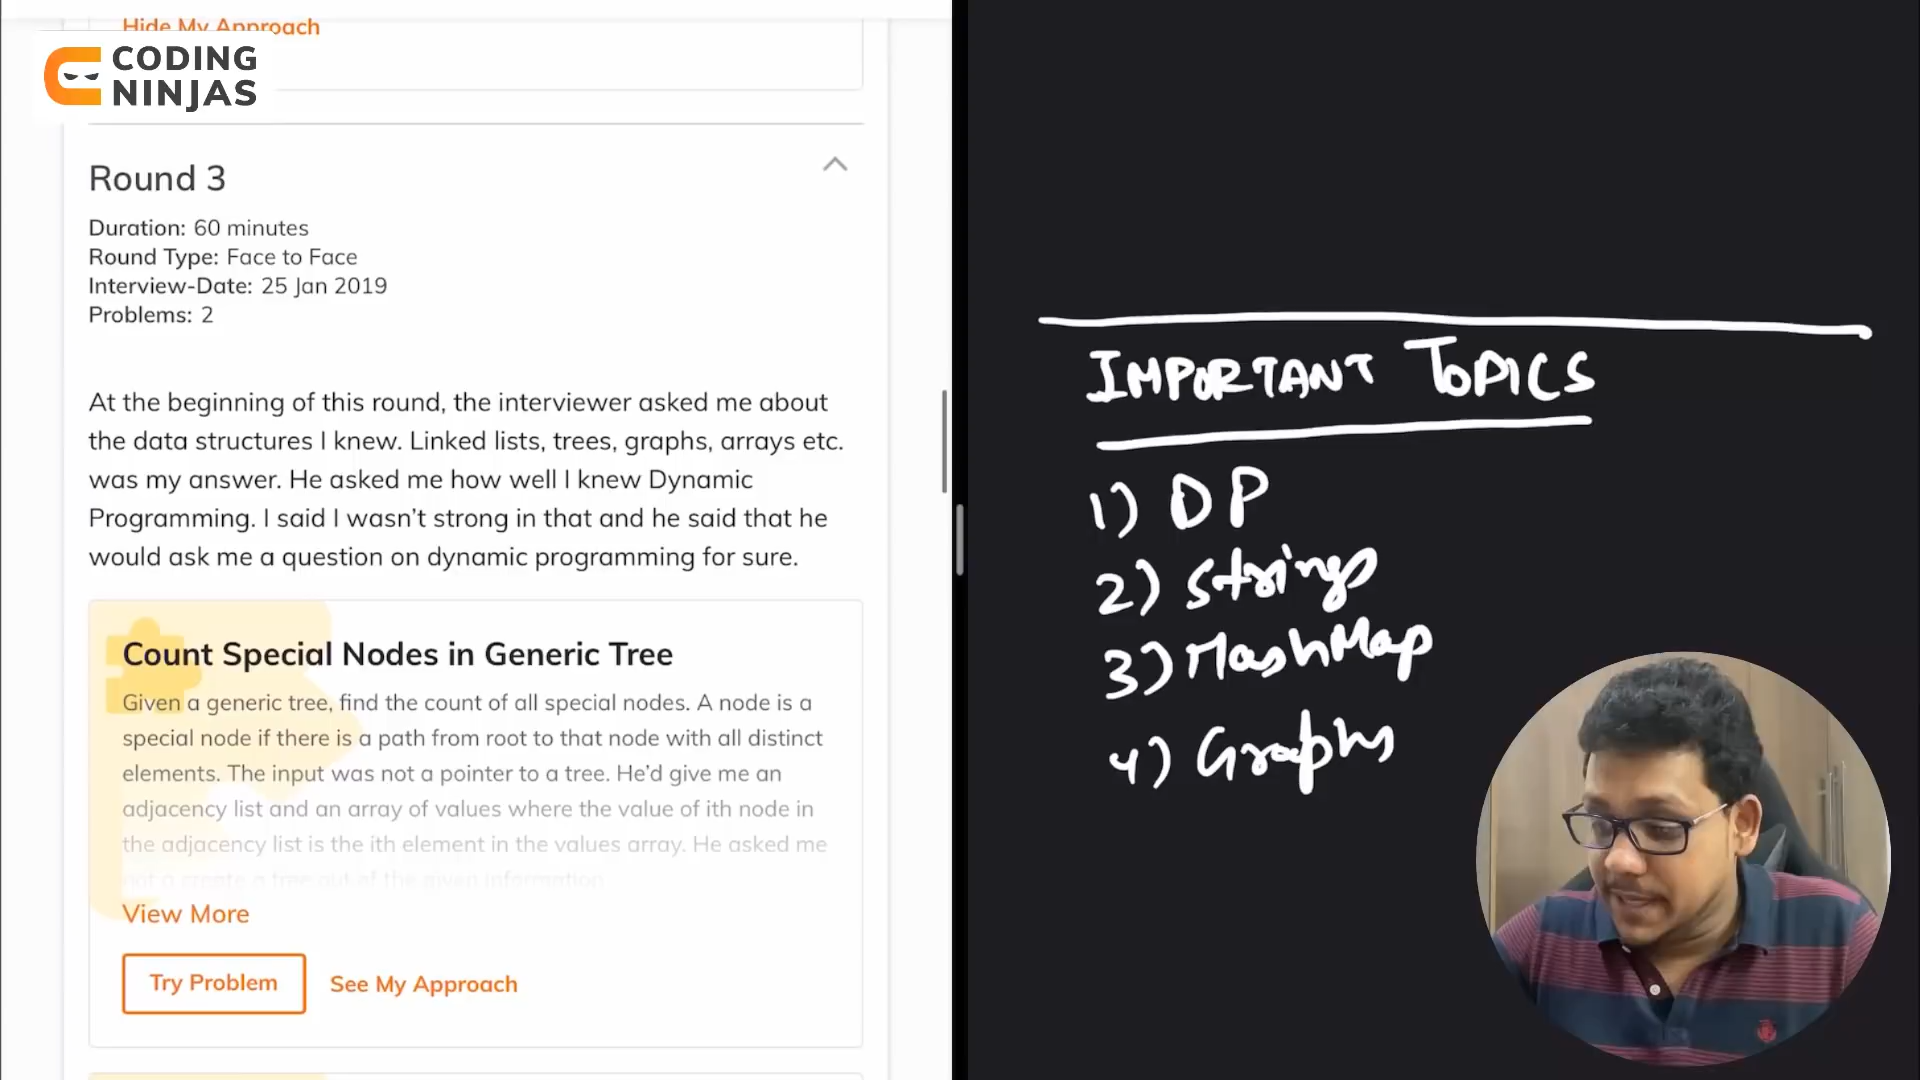 Hide My Approach
CODING
NINJAS
Round 3
Duration: 60 minutes
Round Type: Face to Face
Interview-Date: 25 Jan 2019
Problems: 2
At the beginning of this round, the interviewer asked me about
the data structures I knew. Linked lists, trees, graphs, arrays etc.
was my answer. He asked me how well I knew Dynamic
Programming. I said I wasn't strong in that and he said that he
would ask me a question on dynamic programming for sure.
Count Special Nodes in Generic Tree
Given a generic tree, find the count of all special nodes. A node is a
special node if there is a path from root to that node with all distinct
elements. The input was not a pointer to a tree. He'd give me an
adjacency list and an array of values where the value of ith node in
the adjacency list is the ith element in the values array. He asked me
not a create a tree out of the given information
View More
Try Problem
See My Approach
IMPORTANT TOPICS
1) DP
2) Strings
3) HashMap
4) Graphs